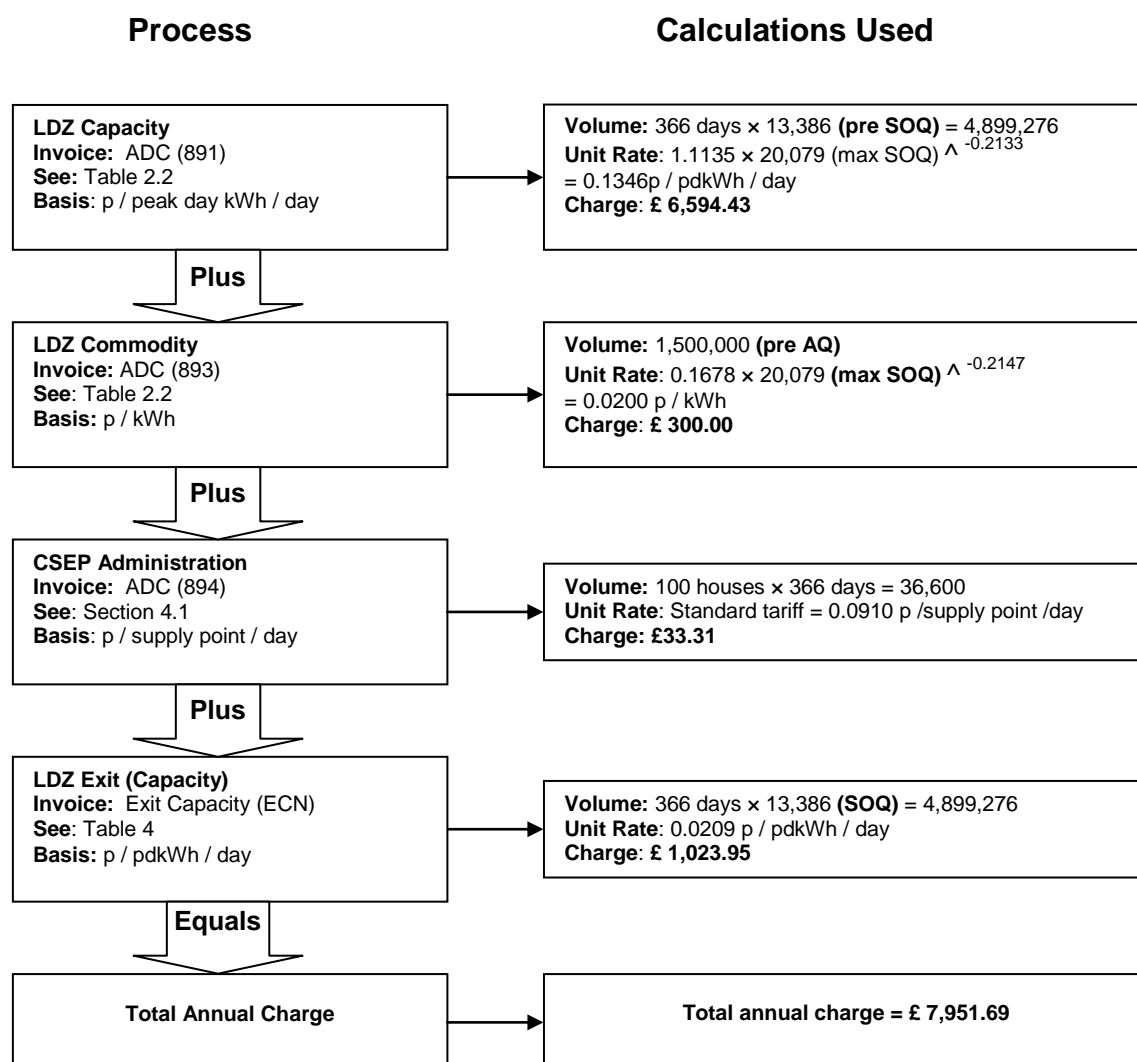 Process
Calculations Used
LDZ Capacity
Invoice: ADC (891)
See: Table 2.2
Basis: p / peak day kWh / day
Volume: 366 days × 13,386 (pre SOQ) = 4,899,276
Unit Rate: 1.1135 × 20,079 (max SOQ) ^ -0.2133
= 0.1346p / pdkWh / day
Charge: £ 6,594.43
Plus
LDZ Commodity
Invoice: ADC (893)
See: Table 2.2
Basis: p / kWh
Volume: 1,500,000 (pre AQ)
Unit Rate: 0.1678 × 20,079 (max SOQ) ^ -0.2147
= 0.0200 p / kWh
Charge: £ 300.00
Plus
CSEP Administration
Invoice: ADC (894)
See: Section 4.1
Basis: p / supply point / day
Volume: 100 houses × 366 days = 36,600
Unit Rate: Standard tariff = 0.0910 p /supply point /day
Charge: £33.31
Plus
LDZ Exit (Capacity)
Invoice: Exit Capacity (ECN)
See: Table 4
Basis: p / pdkWh / day
Volume: 366 days × 13,386 (SOQ) = 4,899,276
Unit Rate: 0.0209 p / pdkWh / day
Charge: £ 1,023.95
Equals
Total Annual Charge
Total annual charge = £ 7,951.69